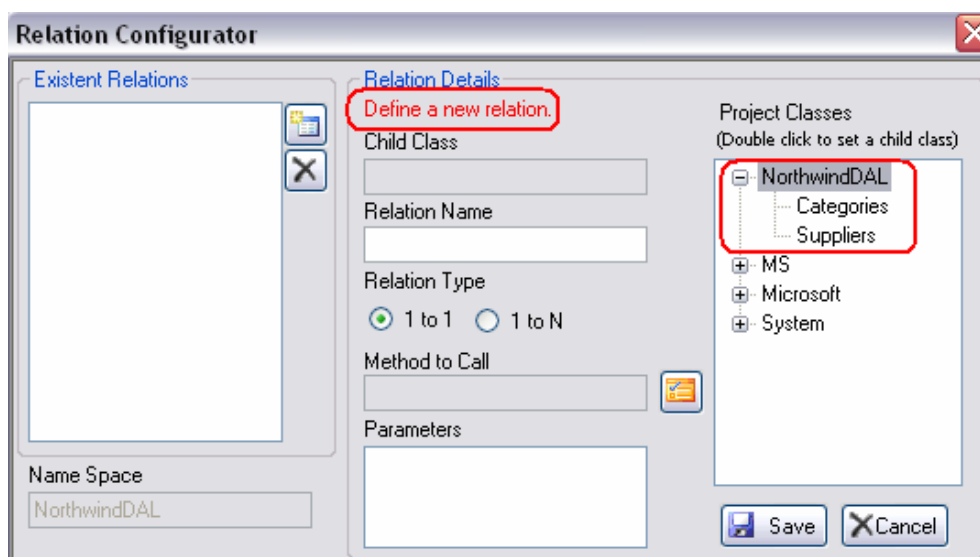 Relation Configurator
Existent Relations
Name Space
NorthwindDAL
Relation Details
Define a new relation.
Child Class
Relation Name
Relation Type
1 to 1
1 to N
Method to Call
Parameters
Project Classes
(Double click to set a child class)
NorthwindDAL
Categories
Suppliers
MS
Microsoft
System
Save
Cancel